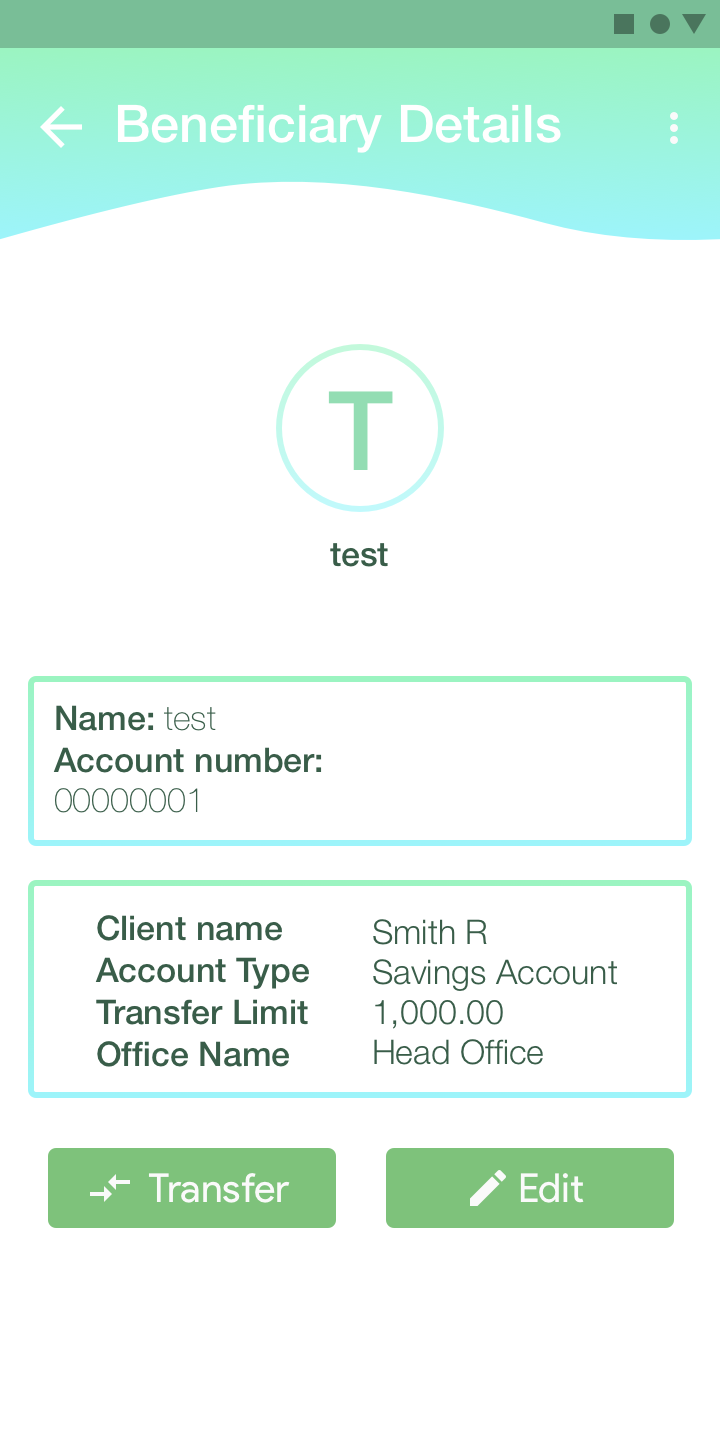 Beneficiary Details
T
test
Name: test
Account number:
00000001
Client name Smith R
Account Type Savings Account
Transfer Limit 1,000.00
Office Name Head Office
Transfer Edit